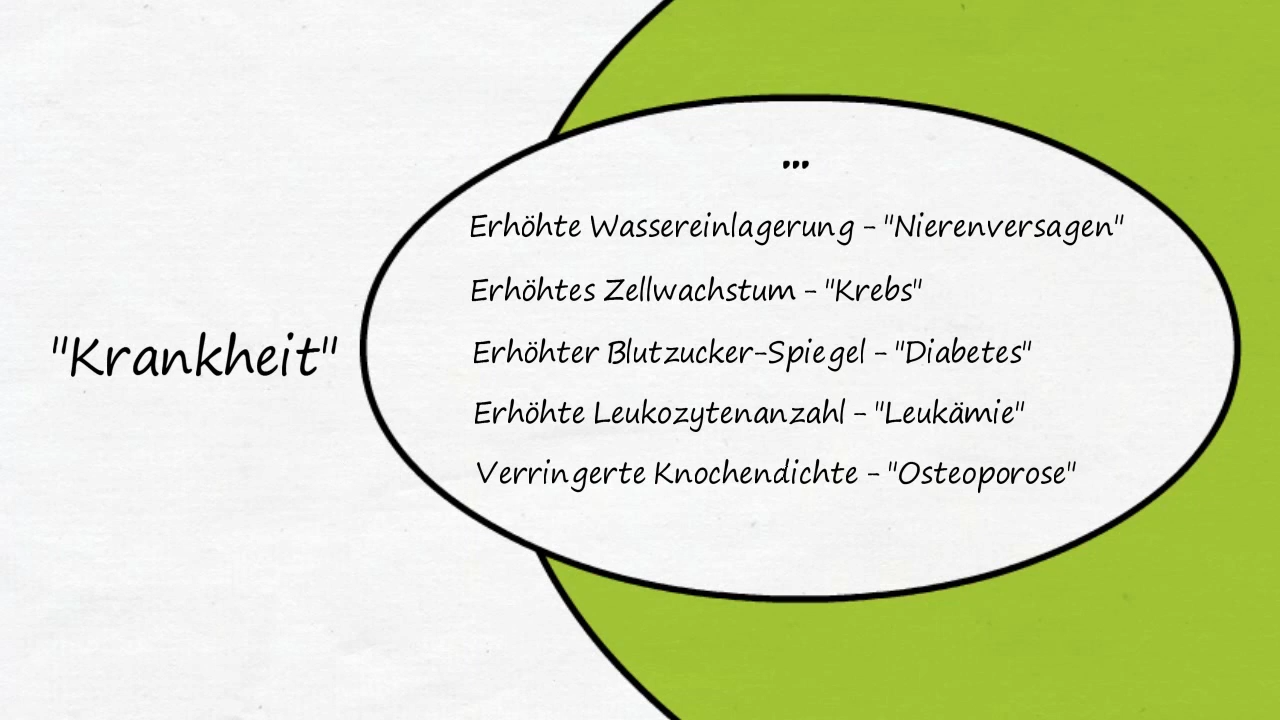 ...
Erhöhte Wassereinlagerung - "Nierenversagen"
Erhöhtes Zellwachstum - "Krebs"
"Krankheit"
Erhöhter Blutzucker-Spiegel - "Diabetes"
Erhöhte Leukozytenanzahl - "Leukämie"
Verringerte Knochendichte - "Osteoporose"